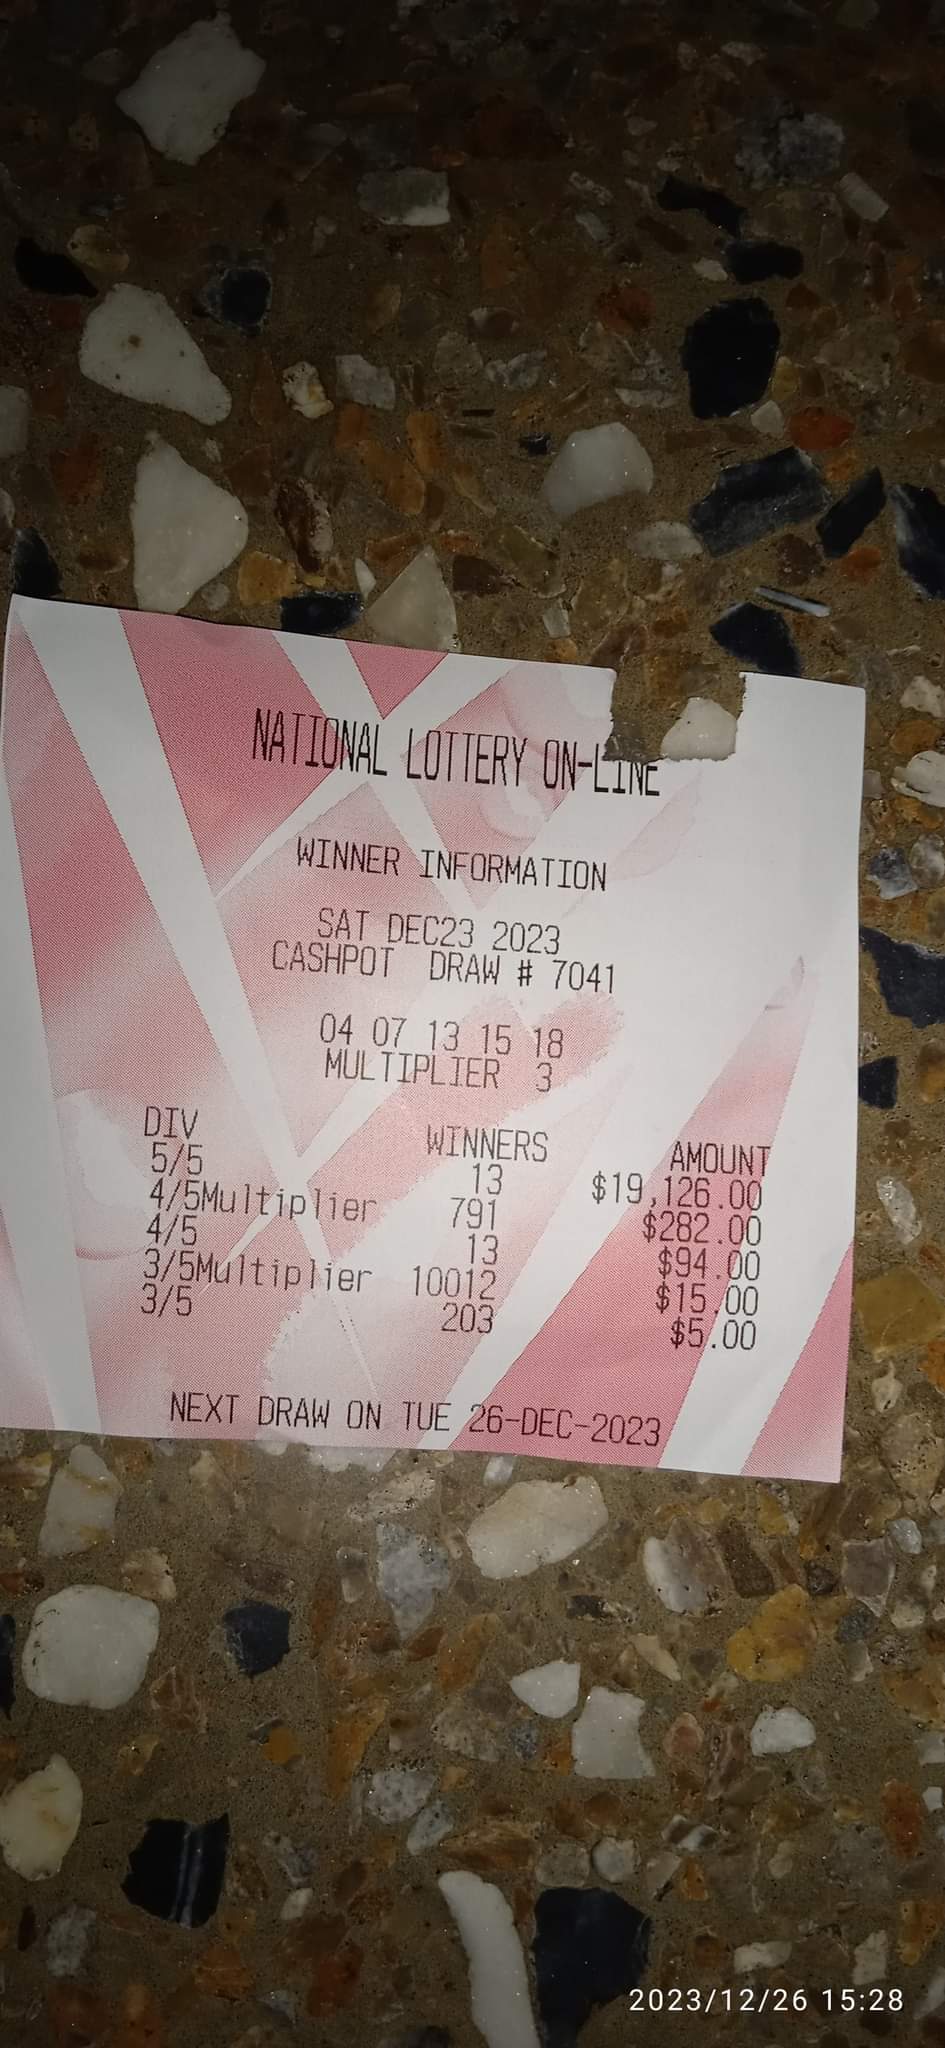 NATIONAL LOTTERY ON-LINE
WINNER INFORMATION
SAT DEC23 2023
CASHPOT DRAW # 7041
04 07 13 15 18
MULTIPLIER 3
DIV WINNERS AMOUNT
5/5 13 $19,126.00
4/5Multiplier 791 $282.00
4/5 13 $94.00
3/5Multiplier 10012 $15.00
3/5 203 $5.00
NEXT DRAW ON TUE 26-DEC-2023
2023/12/26 15:28